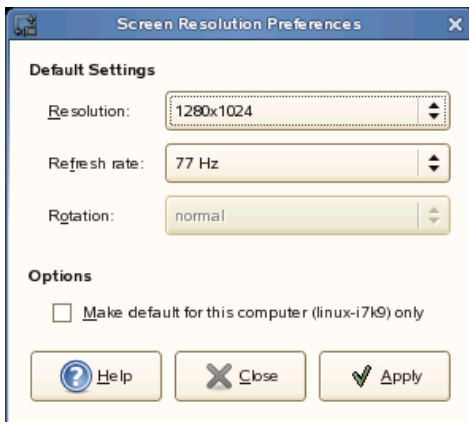 Screen Resolution Preferences
Default Settings
Resolution: 1280x1024
Refresh rate: 77 Hz
Rotation: normal
Options
Make default for this computer (linux-i7k9) only
Help Close Apply